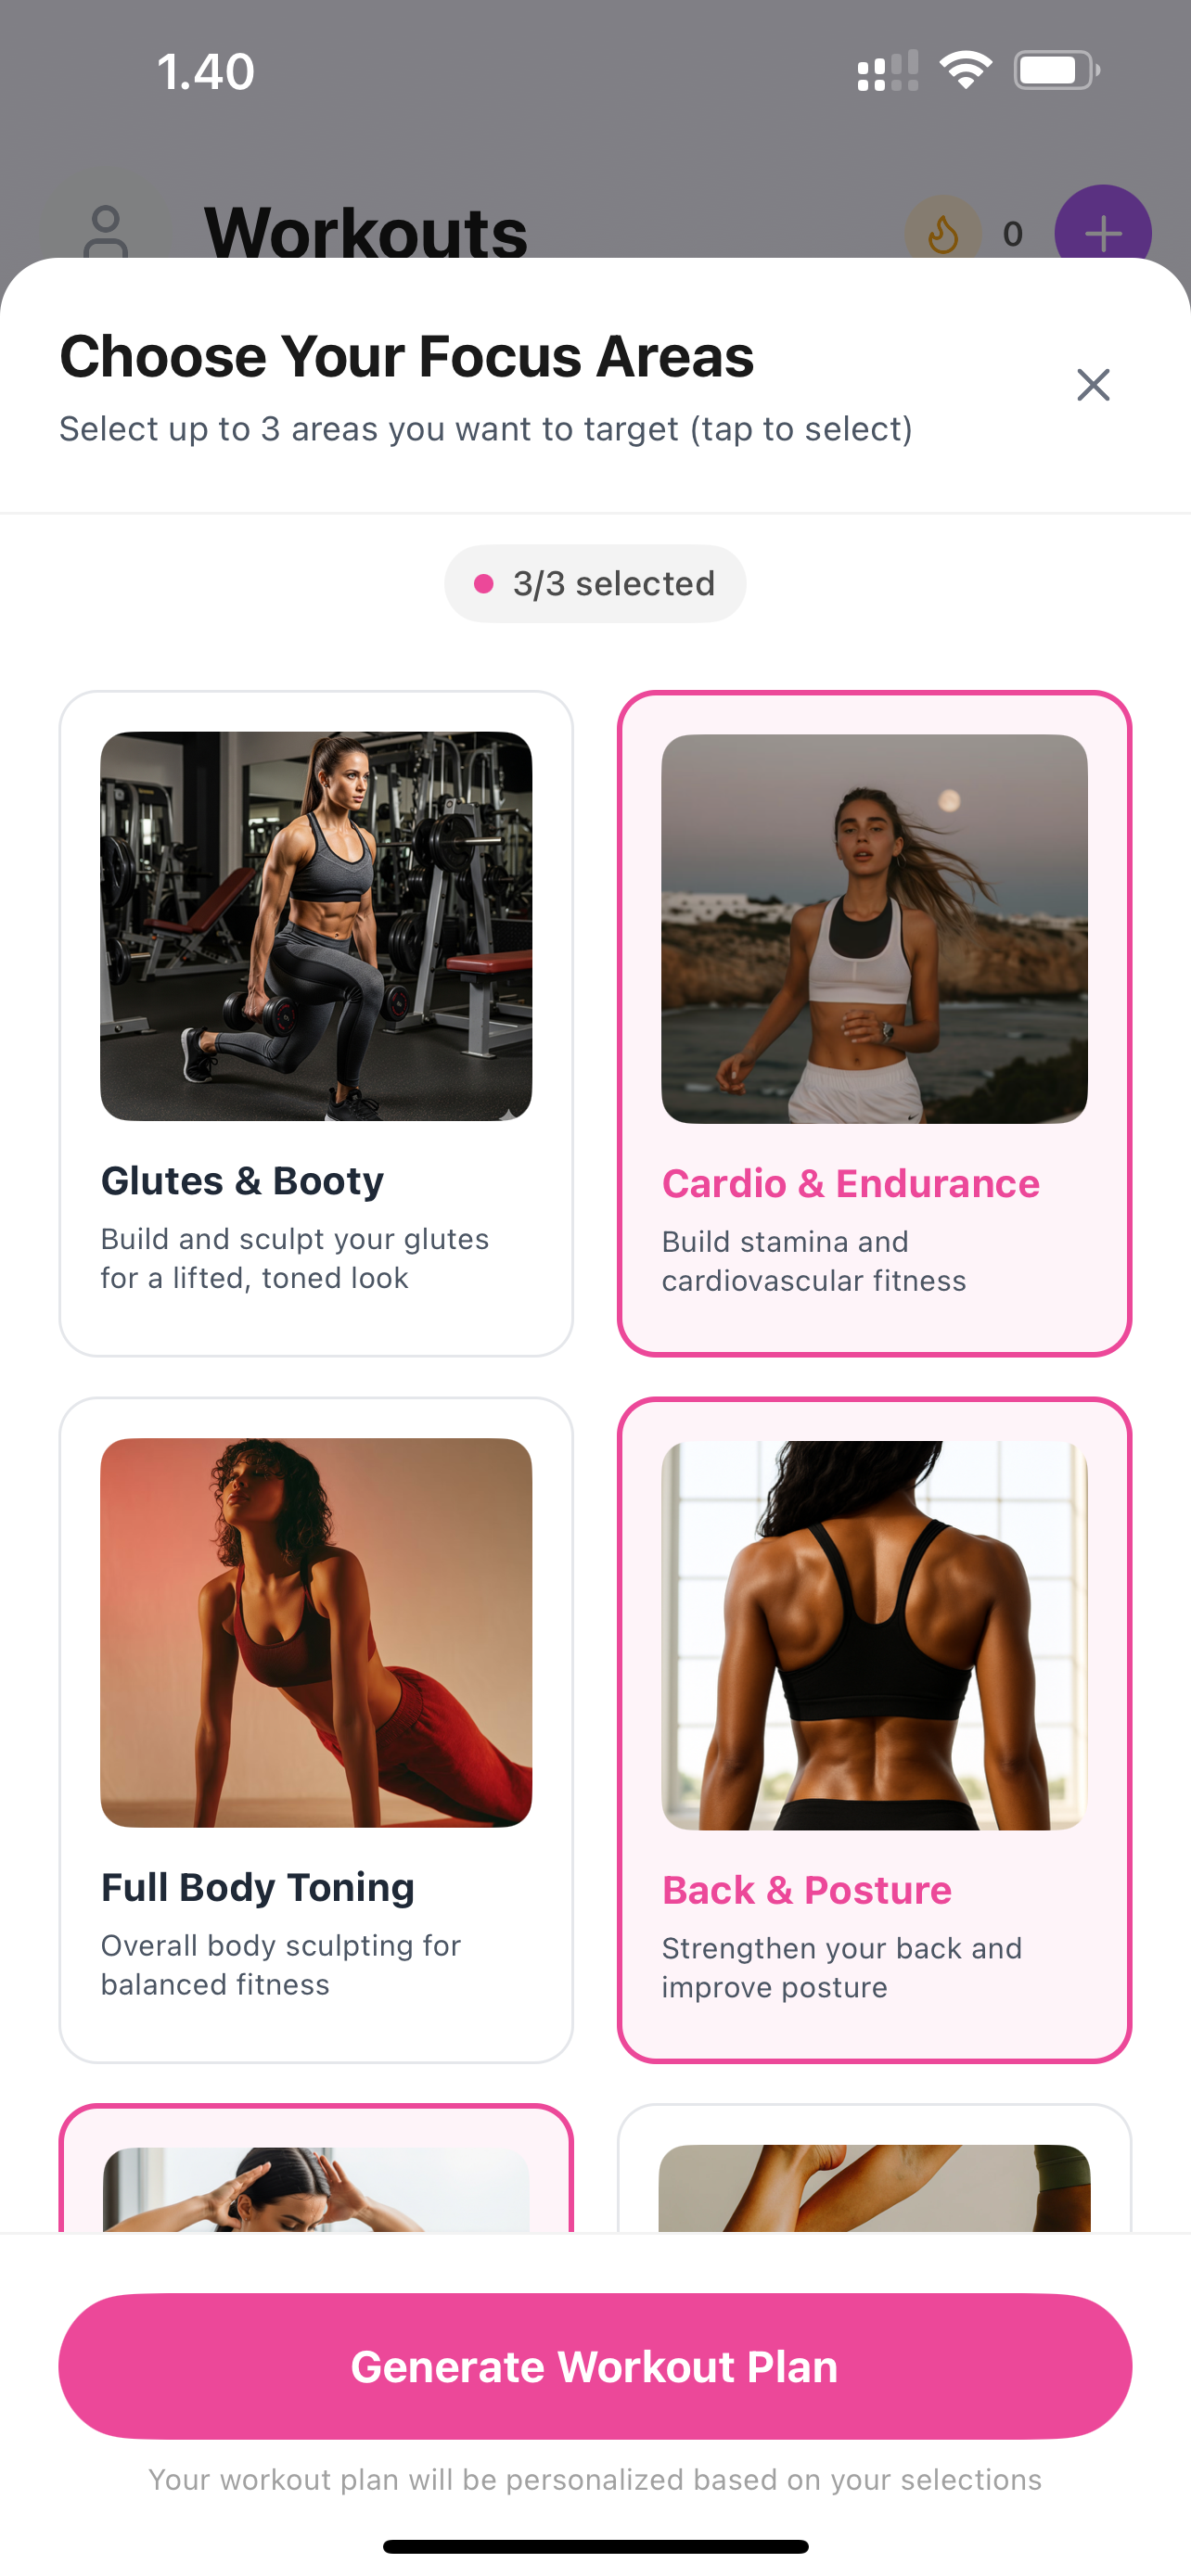 1.40
Workouts
0
Choose Your Focus Areas
Select up to 3 areas you want to target (tap to select)
3/3 selected
Glutes & Booty
Build and sculpt your glutes
for a lifted, toned look
Cardio & Endurance
Build stamina and
cardiovascular fitness
Full Body Toning
Overall body sculpting for
balanced fitness
Back & Posture
Strengthen your back and
improve posture
Generate Workout Plan
Your workout plan will be personalized based on your selections